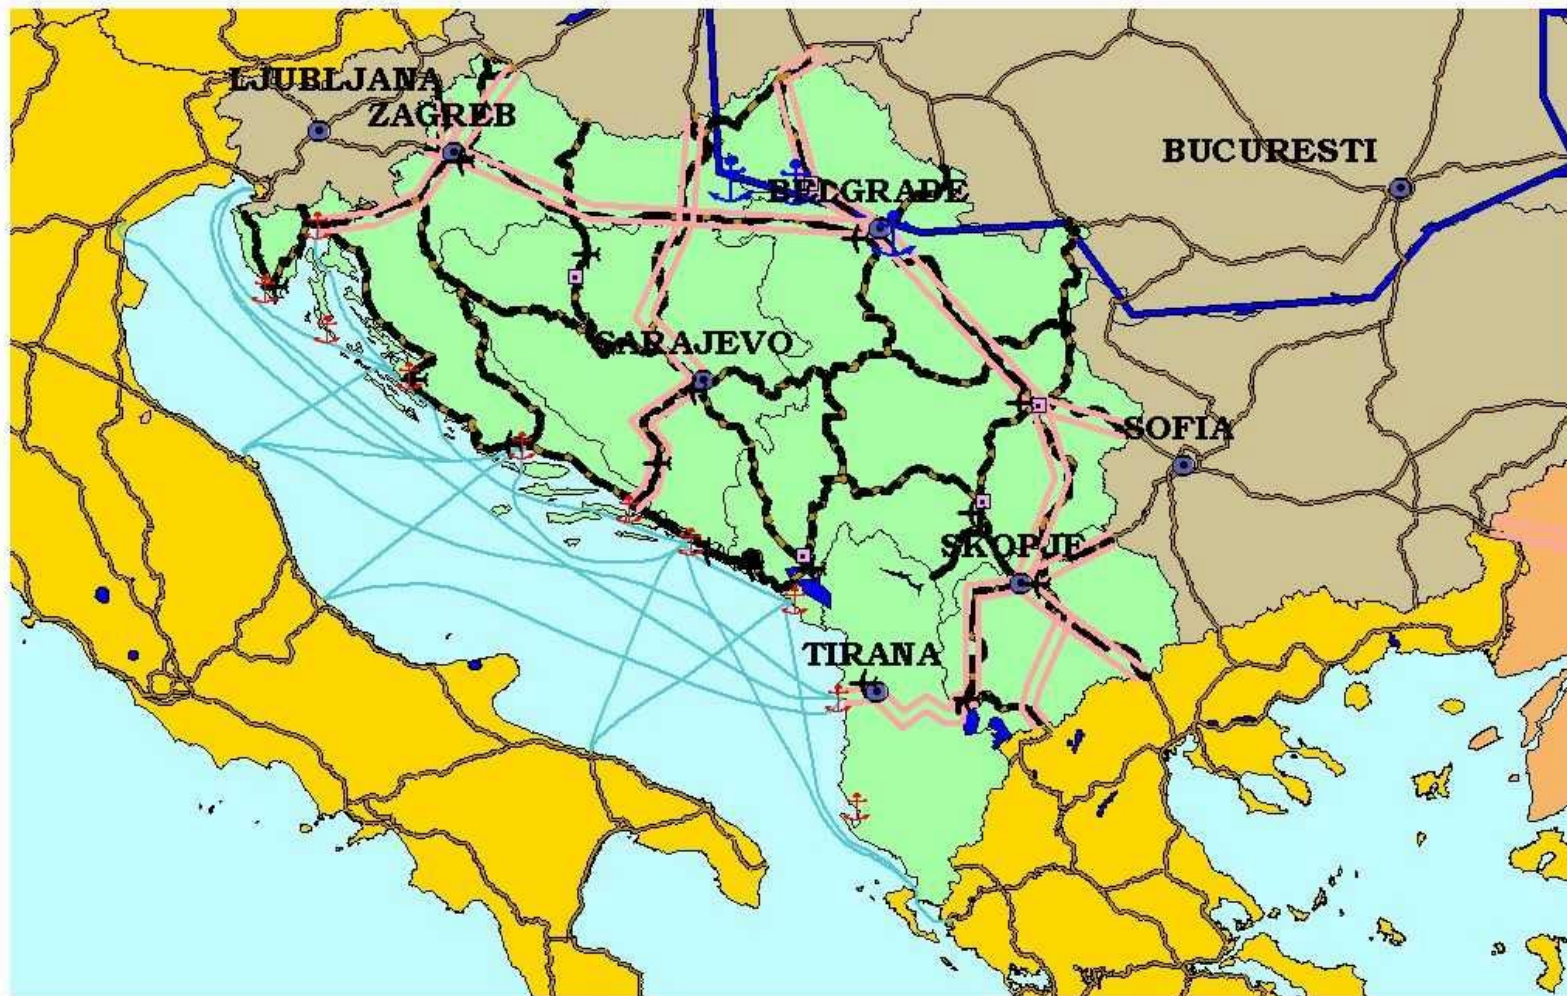 LJUBLJANA
ZAGREB
BUCURESTI
BELGRADE
SARAJEVO
SOFIA
SKOPJE
TIRANA